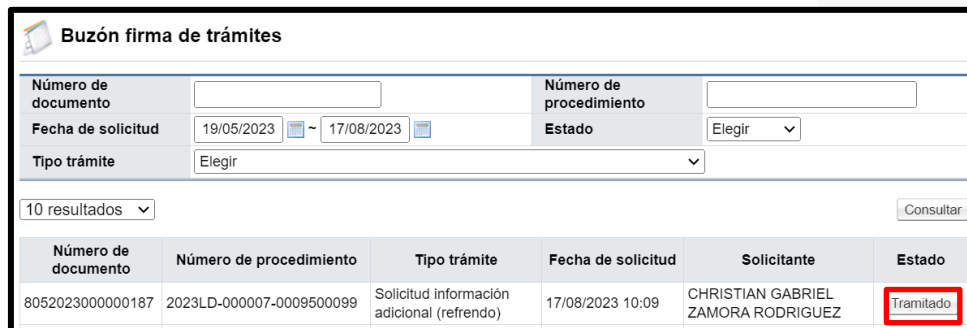 Buzón firma de trámites
Número de documento Número de procedimiento
Fecha de solicitud 19/05/2023 ~ 17/08/2023 Estado Elegir
Tipo trámite Elegir
10 resultados Consultar
Número de documento Número de procedimiento Tipo trámite Fecha de solicitud Solicitante Estado
8052023000000187 2023LD-000007-0009500099 Solicitud información adicional (refrendo) 17/08/2023 10:09 CHRISTIAN GABRIEL ZAMORA RODRIGUEZ Tramitado